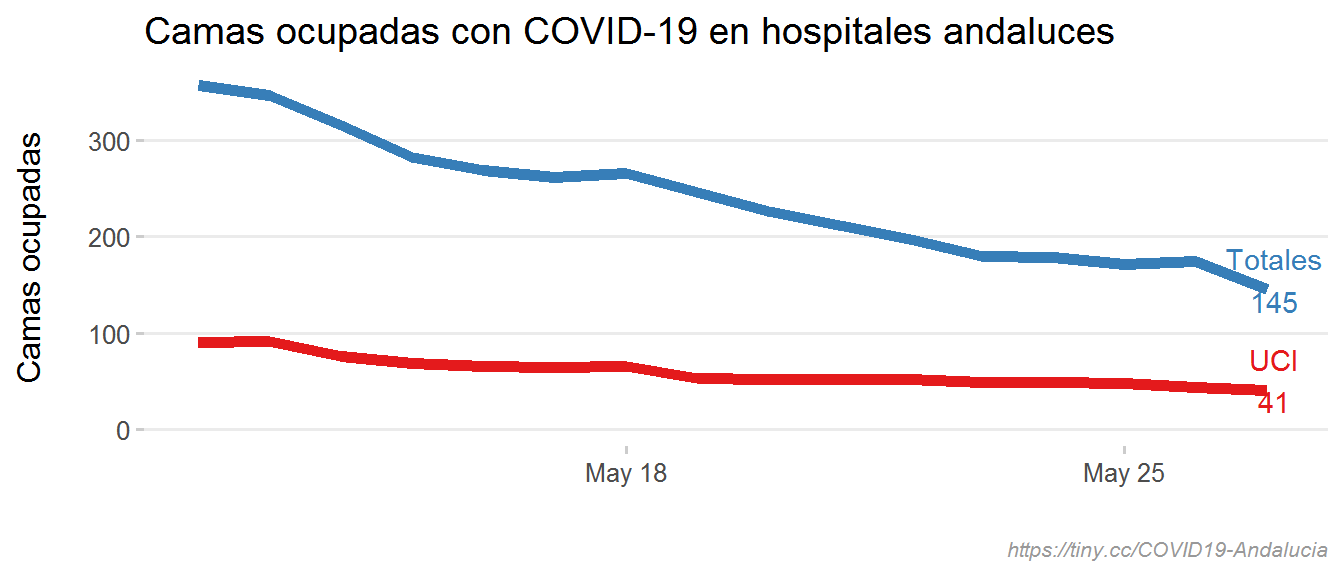 Camas ocupadas con COVID-19 en hospitales andaluces
Camas ocupadas
300
200
100
0
Totales
145
UCI
41
May 18
May 25
https://tiny.cc/COVID19-Andalucia